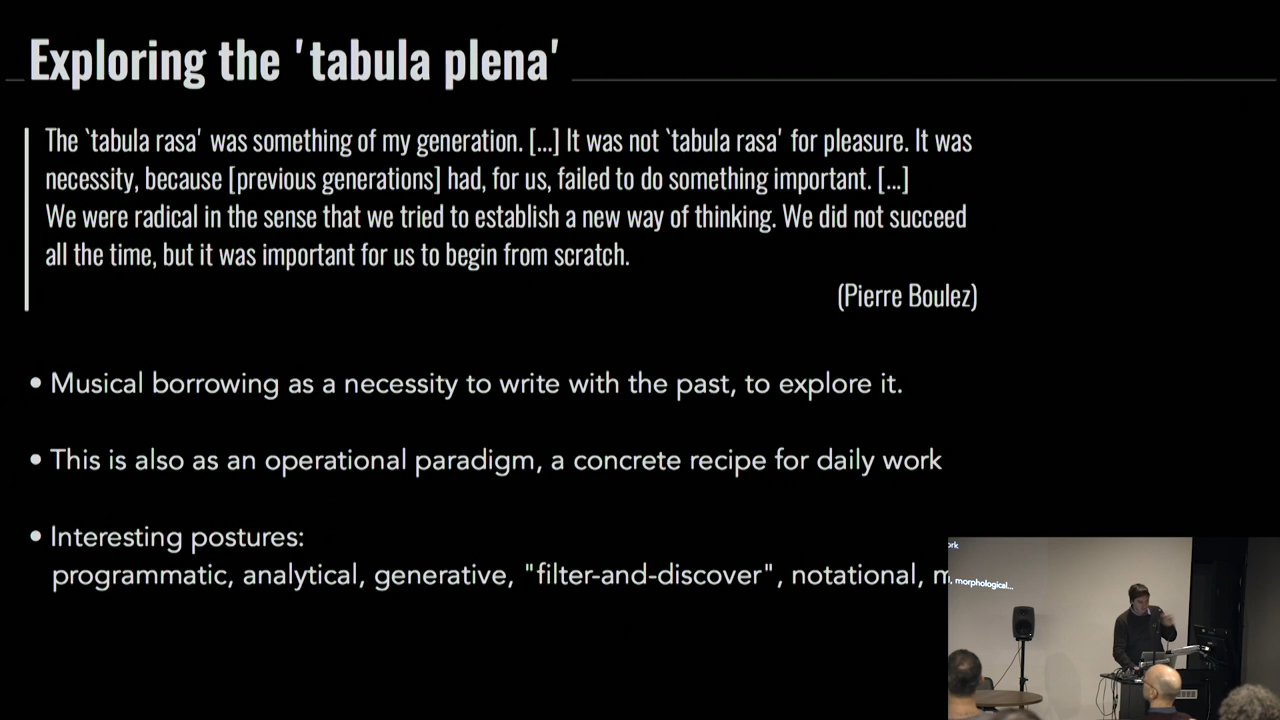 Exploring the 'tabula plena'
The `tabula rasa' was something of my generation. [...] It was not `tabula rasa' for pleasure. It was
necessity, because [previous generations] had, for us, failed to do something important. [...]
We were radical in the sense that we tried to establish a new way of thinking. We did not succeed
all the time, but it was important for us to begin from scratch.
(Pierre Boulez)
• Musical borrowing as a necessity to write with the past, to explore it.
• This is also as an operational paradigm, a concrete recipe for daily work
• Interesting postures:
programmatic, analytical, generative, "filter-and-discover", notational,
morphological...